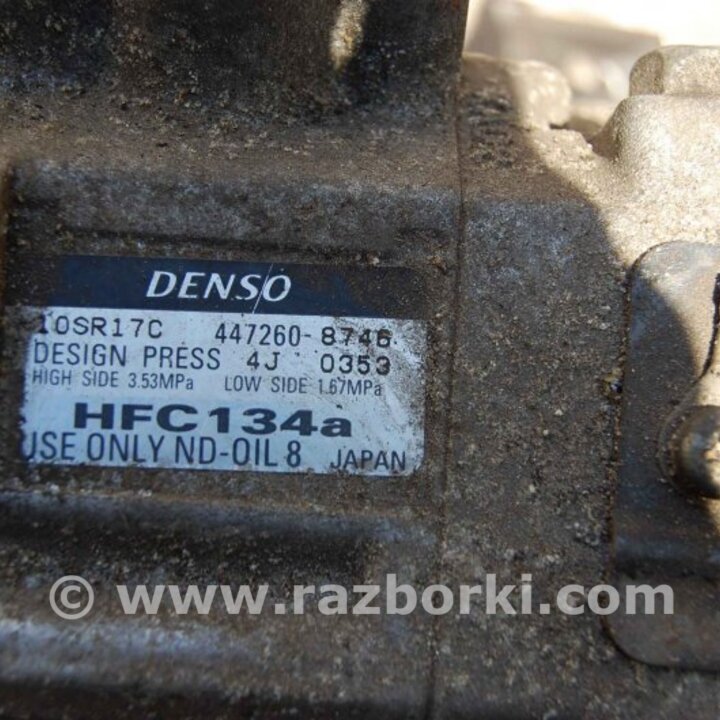 DENSO
10SR17C 447260-8746
DESIGN PRESS 4J 0353
HIGH SIDE 3.53MPa LOW SIDE 1.67MPa
HFC134a
USE ONLY ND-OIL 8 JAPAN
© www.razborki.com